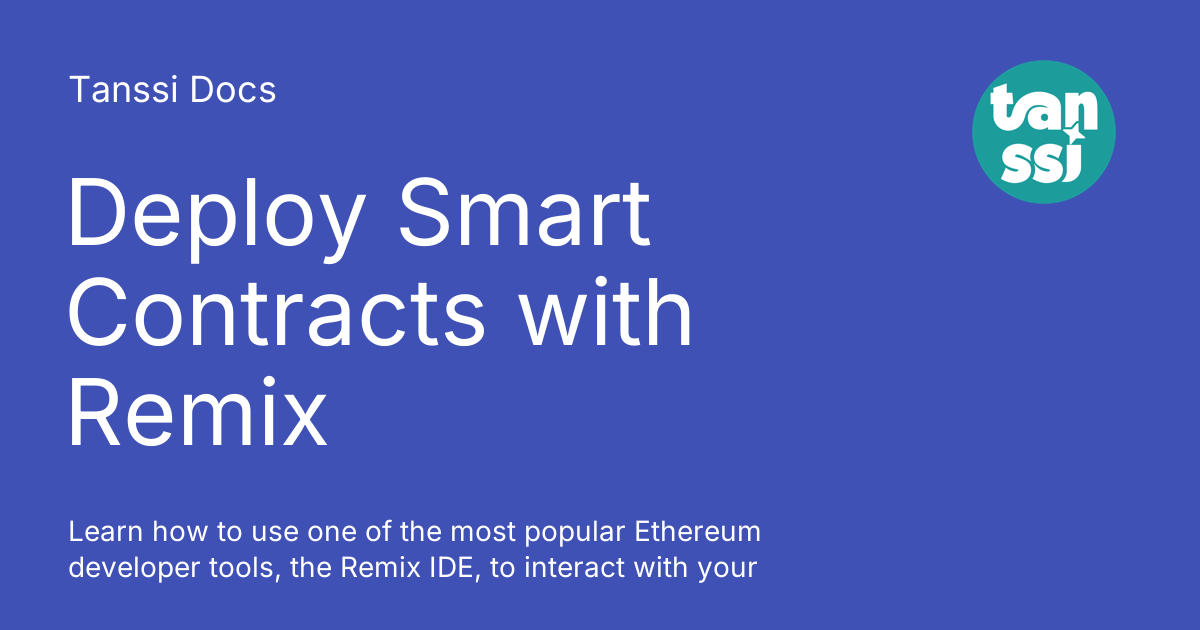 Tanssi Docs
tan
ssi
Deploy Smart
Contracts with
Remix
Learn how to use one of the most popular Ethereum
developer tools, the Remix IDE, to interact with your